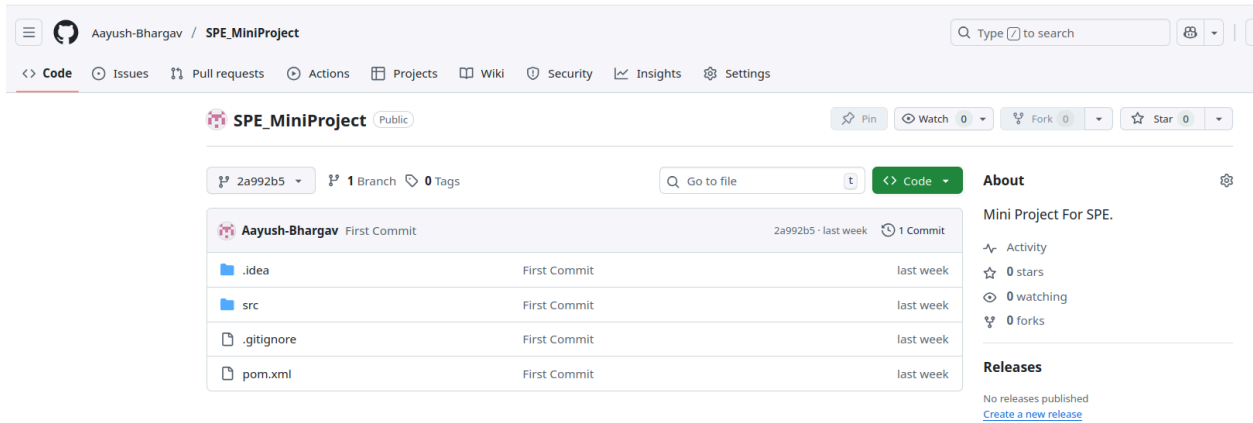 Aayush-Bhargav / SPE_MiniProject
Type / to search
Code Issues Pull requests Actions Projects Wiki Security Insights Settings
SPE_MiniProject Public
Pin Watch 0 Fork 0 Star 0
2a992b5 1 Branch 0 Tags
Go to file t
Code
Aayush-Bhargav First Commit 2a992b5 · last week 1 Commit
.idea First Commit last week
src First Commit last week
.gitignore First Commit last week
pom.xml First Commit last week
About
Mini Project For SPE.
Activity
0 stars
0 watching
0 forks
Releases
No releases published
Create a new release